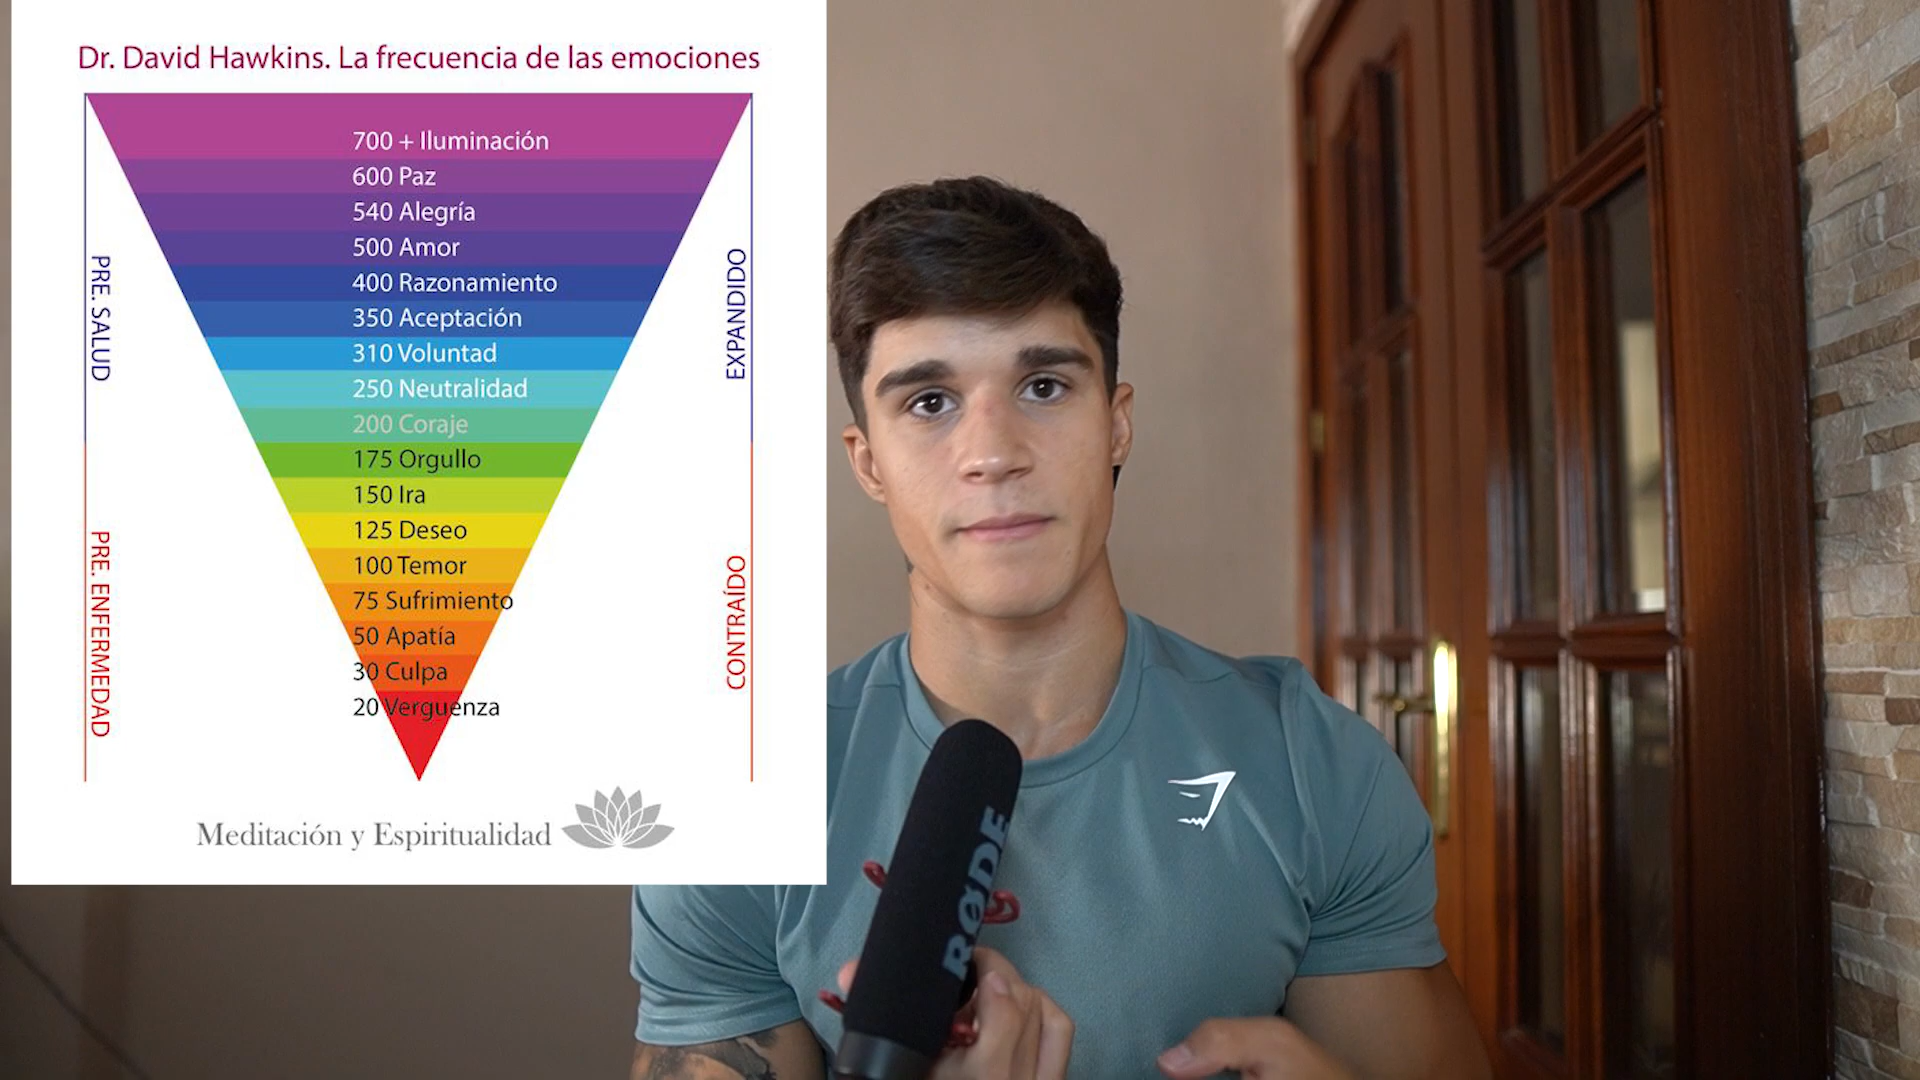 Dr. David Hawkins. La frecuencia de las emociones
700 + Iluminación
600 Paz
540 Alegría
500 Amor
400 Razonamiento
350 Aceptación
310 Voluntad
250 Neutralidad
200 Coraje
175 Orgullo
150 Ira
125 Deseo
100 Temor
75 Sufrimiento
50 Apatía
30 Culpa
20 Verguenza
PRE. SALUD
PRE. ENFERMEDAD
EXPANDIDO
CONTRAÍDO
Meditación y Espiritualidad
RØDE